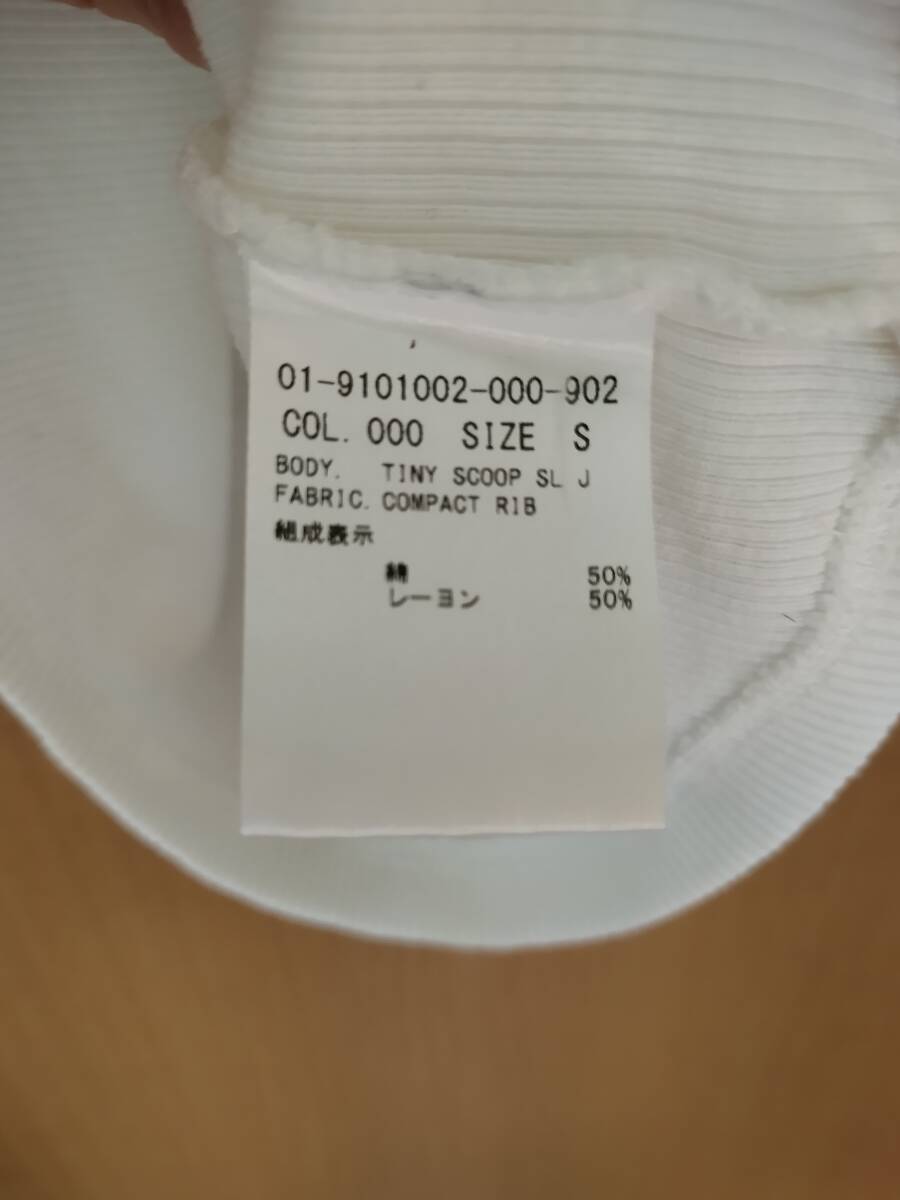 01-9101002-000-902
COL. 000 SIZE S
BODY. TINY SCOOP SL J
FABRIC. COMPACT RIB
組成表示
綿 50%
レーヨン 50%